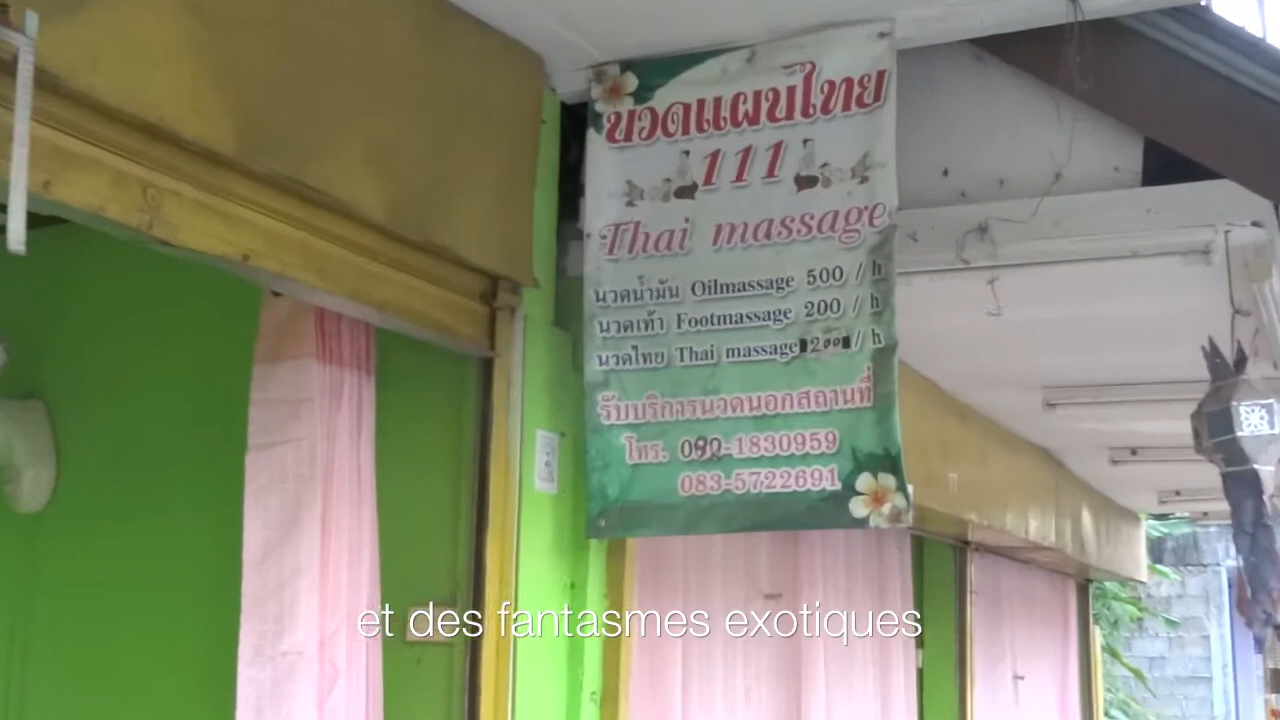 นวดแผนไทย
111
Thai massage
นวดน้ำมัน Oilmassage 500 / h
นวดเท้า Footmassage 200 / h
นวดไทย Thai massage 200 / h
รับบริการนวดนอกสถานที่
โทร. 090-1830959
083-5722691
et des fantasmes exotiques